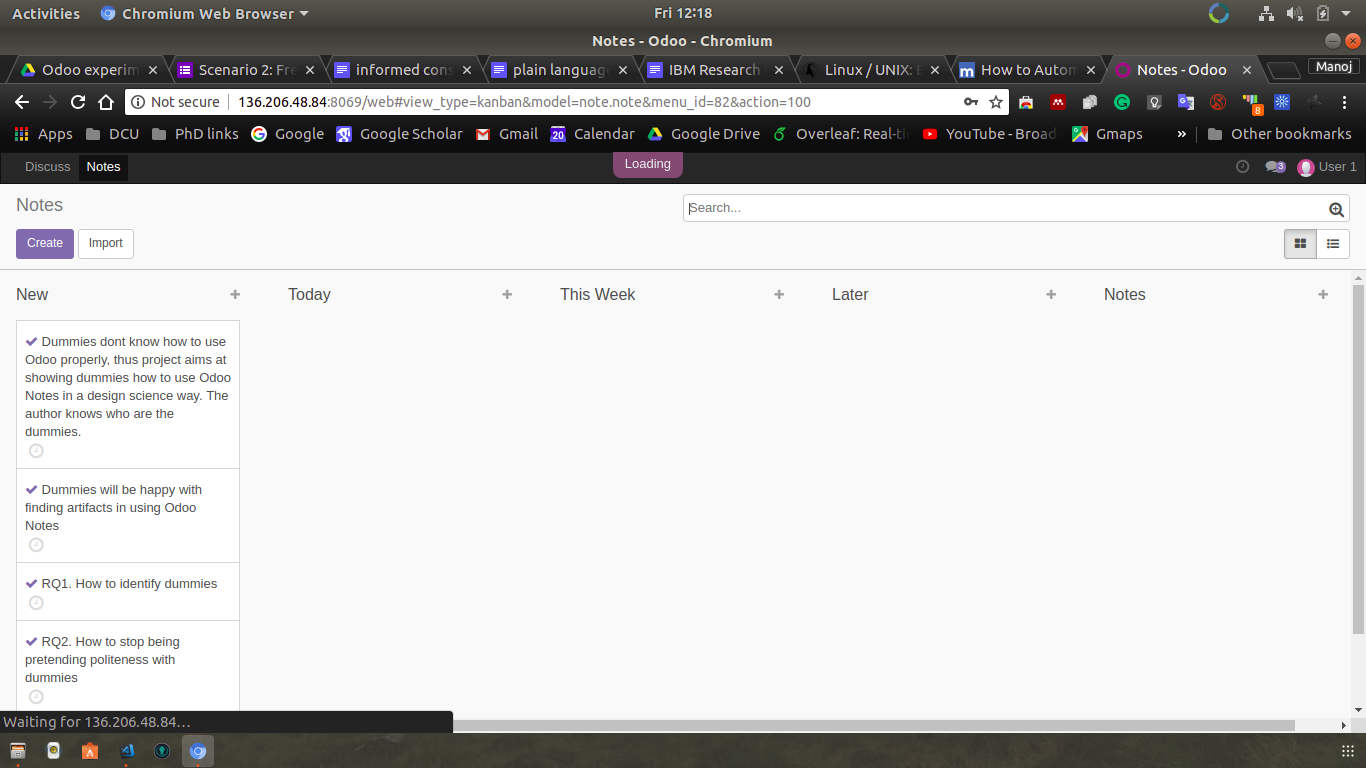 Activities Chromium Web Browser Fri 12:18
Notes - Odoo - Chromium
Odoo experim Scenario 2: Fre informed cons plain language IBM Research Linux / UNIX: E How to Autom Notes - Odoo Manoj
Not secure 136.206.48.84:8069/web#view_type=kanban&model=note.note&menu_id=82&action=100 8
Apps DCU PhD links Google Google Scholar Gmail 20 Calendar Google Drive Overleaf: Real-ti YouTube - Broad Gmaps » Other bookmarks
Discuss Notes Loading 3 User 1
Notes Search...
Create Import
New + Today + This Week + Later + Notes +
Dummies dont know how to use
Odoo properly, thus project aims at
showing dummies how to use Odoo
Notes in a design science way. The
author knows who are the
dummies.
Dummies will be happy with
finding artifacts in using Odoo
Notes
RQ1. How to identify dummies
RQ2. How to stop being
pretending politeness with
dummies
Waiting for 136.206.48.84…